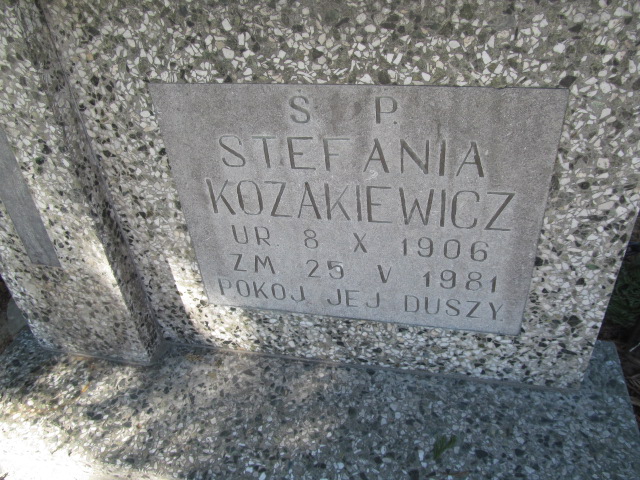 S P.
STEFANIA
KOZAKIEWICZ
UR 8 X 1906
ZM 25 V 1981
POKOJ JEJ DUSZY